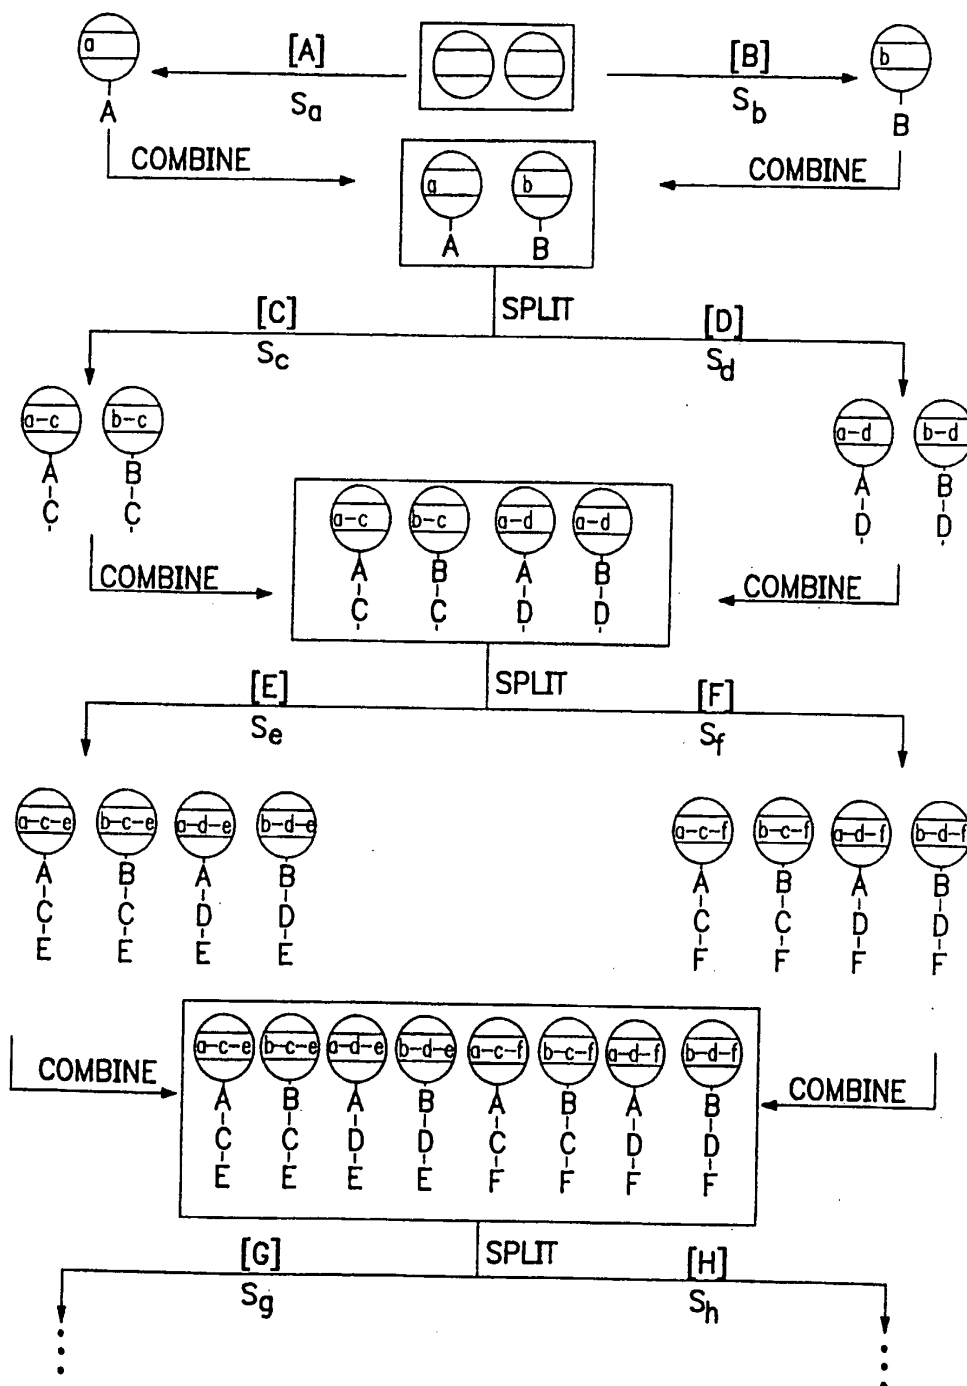 a [A] [B] b
A Sa Sb B
COMBINE a b COMBINE
A B
[C] SPLIT [D]
Sc Sd
a-c b-c a-d b-d
A B A B
C C D D
a-c b-c a-d a-d
COMBINE A B A B COMBINE
C C D D
[E] SPLIT [F]
Se Sf
a-c-e b-c-e a-d-e b-d-e a-c-f b-c-f a-d-f b-d-f
A B A B A B A B
C C D D C C D D
E E E E F F F F
a-c-e b-c-e a-d-e b-d-e a-c-f b-c-f a-d-f b-d-f
COMBINE A B A B A B A B COMBINE
C C D D C C D D
E E E E F F F F
[G] SPLIT [H]
Sg Sh